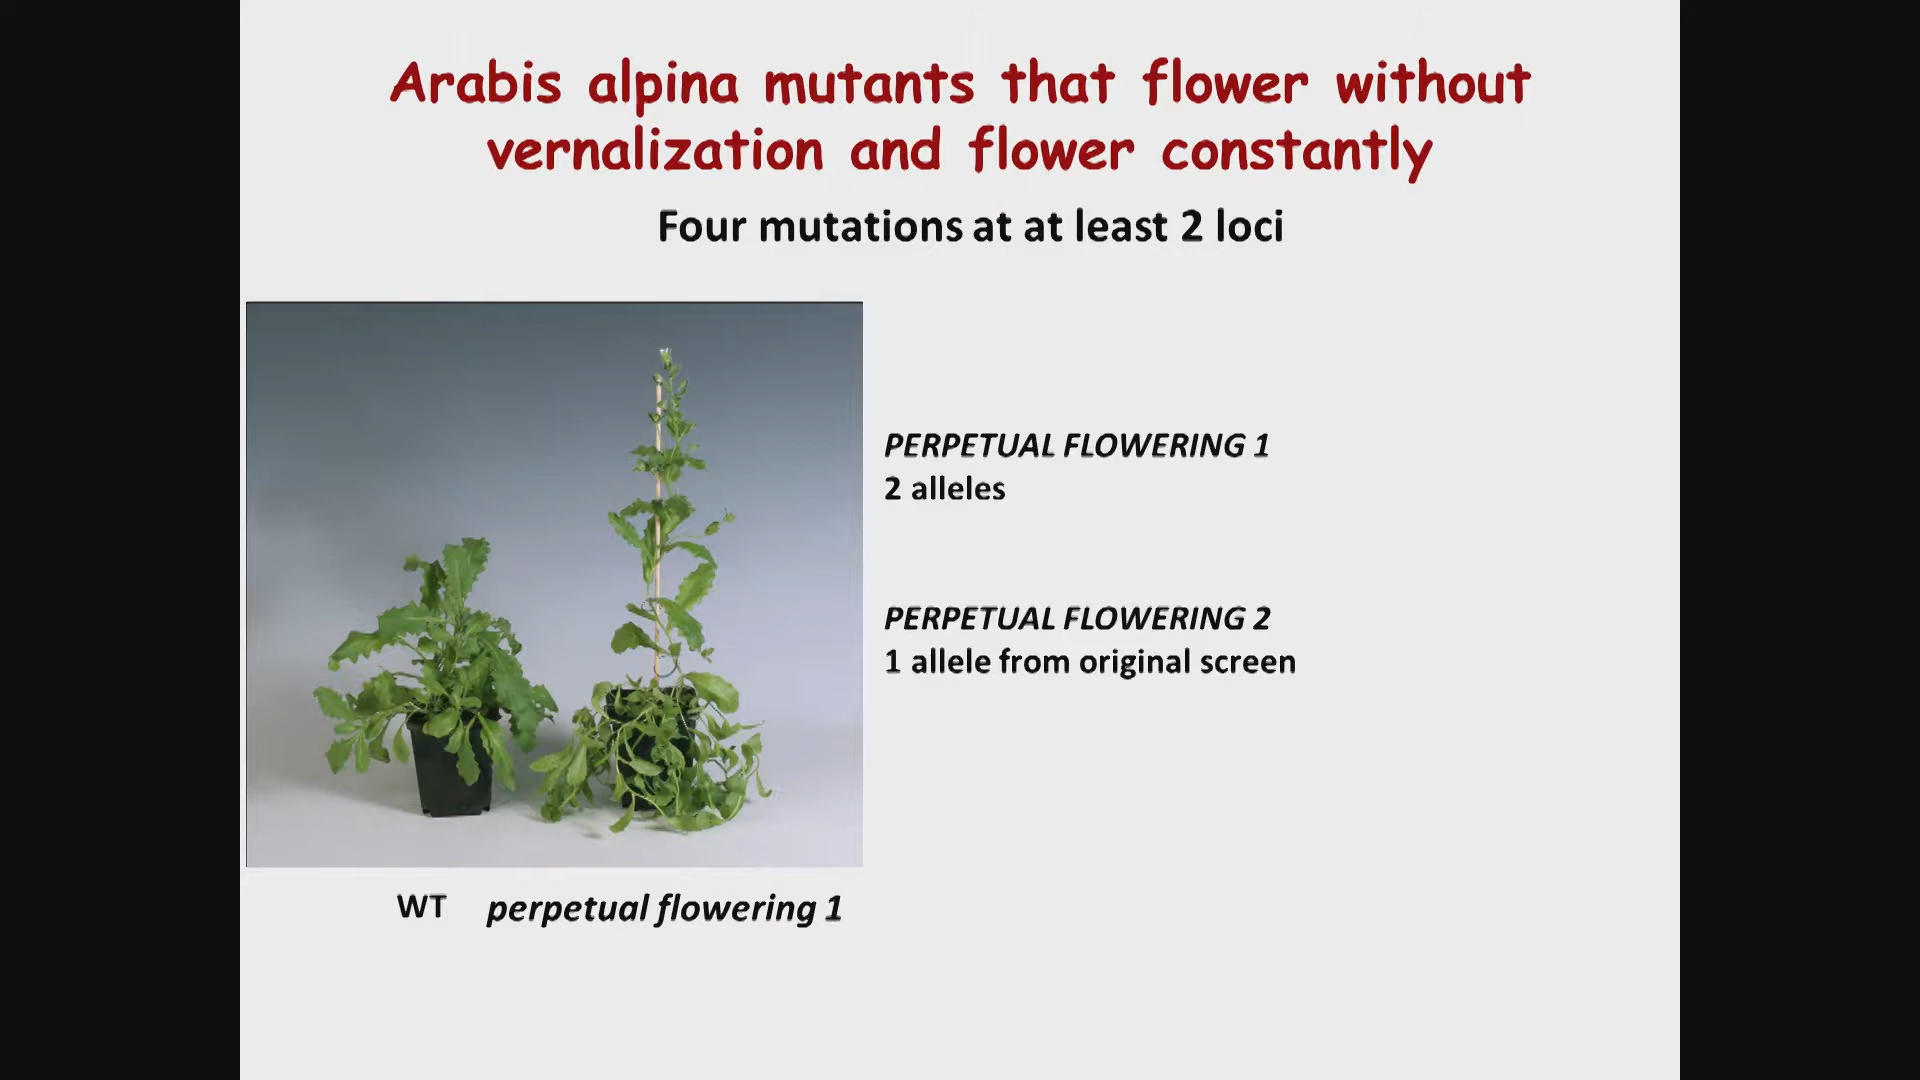 Arabis alpina mutants that flower without
vernalization and flower constantly
Four mutations at at least 2 loci
PERPETUAL FLOWERING 1
2 alleles
PERPETUAL FLOWERING 2
1 allele from original screen
WT perpetual flowering 1